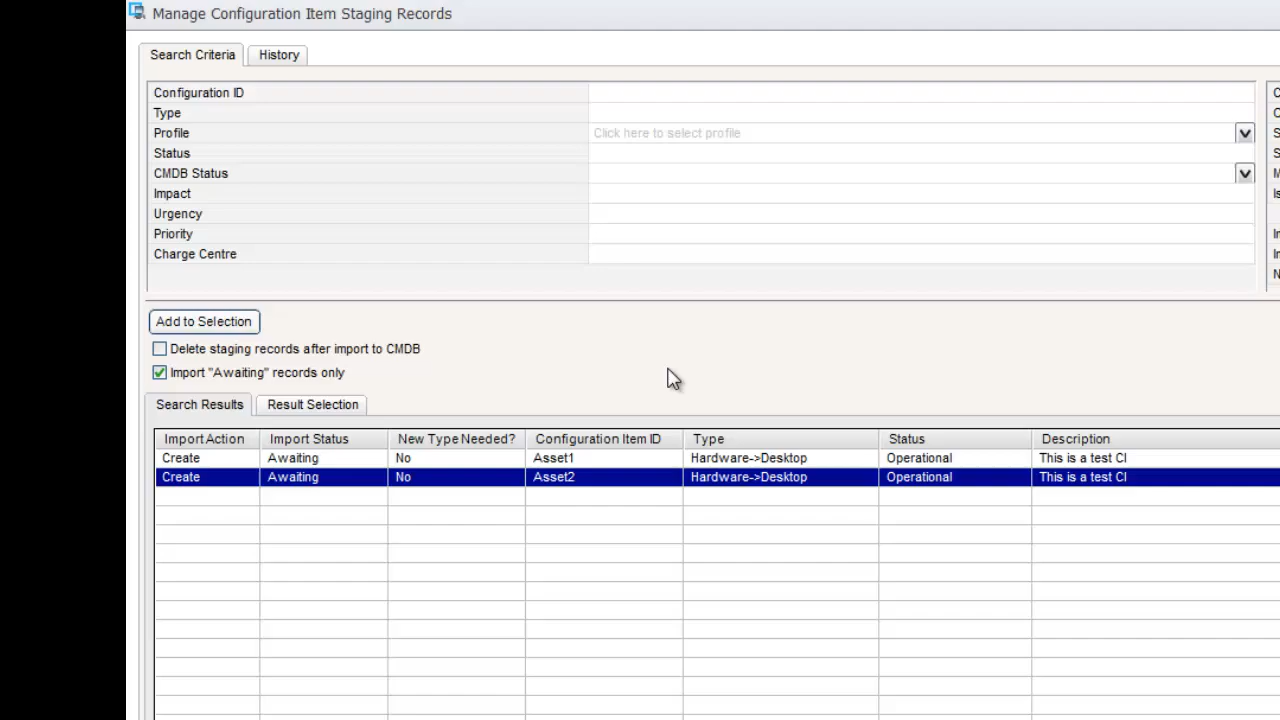 Manage Configuration Item Staging Records
Search Criteria History
Configuration ID
Type
Profile Click here to select profile
Status
CMDB Status
Impact
Urgency
Priority
Charge Centre
Add to Selection
Delete staging records after import to CMDB
Import "Awaiting" records only
Search Results Result Selection
Import Action Import Status New Type Needed? Configuration Item ID Type Status Description
Create Awaiting No Asset1 Hardware->Desktop Operational This is a test CI
Create Awaiting No Asset2 Hardware->Desktop Operational This is a test CI